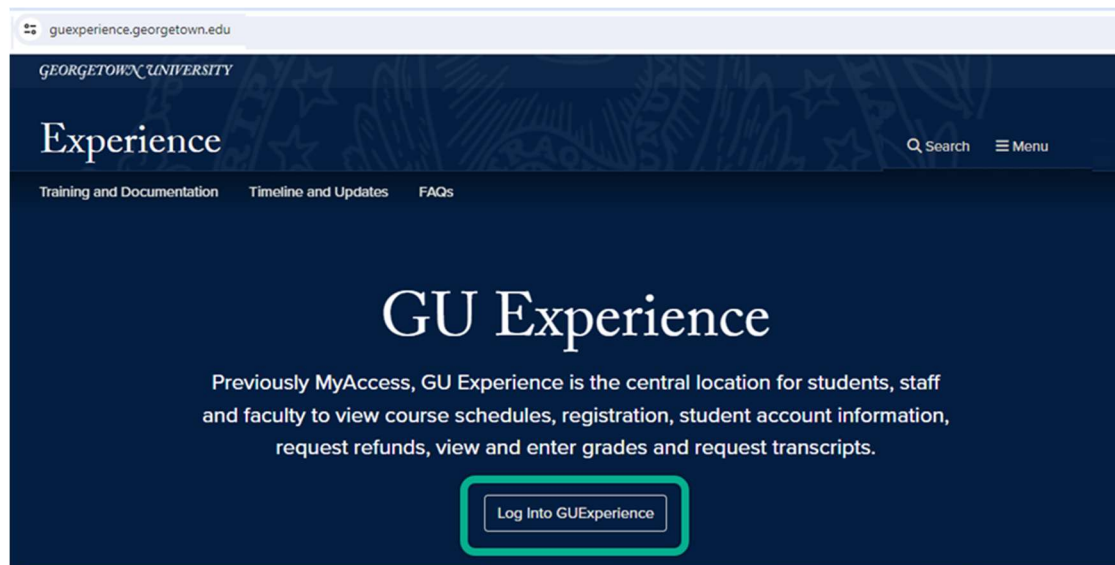 guexperience.georgetown.edu
GEORGETOWN UNIVERSITY
Experience
Search Menu
Training and Documentation Timeline and Updates FAQs
GU Experience
Previously MyAccess, GU Experience is the central location for students, staff
and faculty to view course schedules, registration, student account information,
request refunds, view and enter grades and request transcripts.
Log Into GUExperience